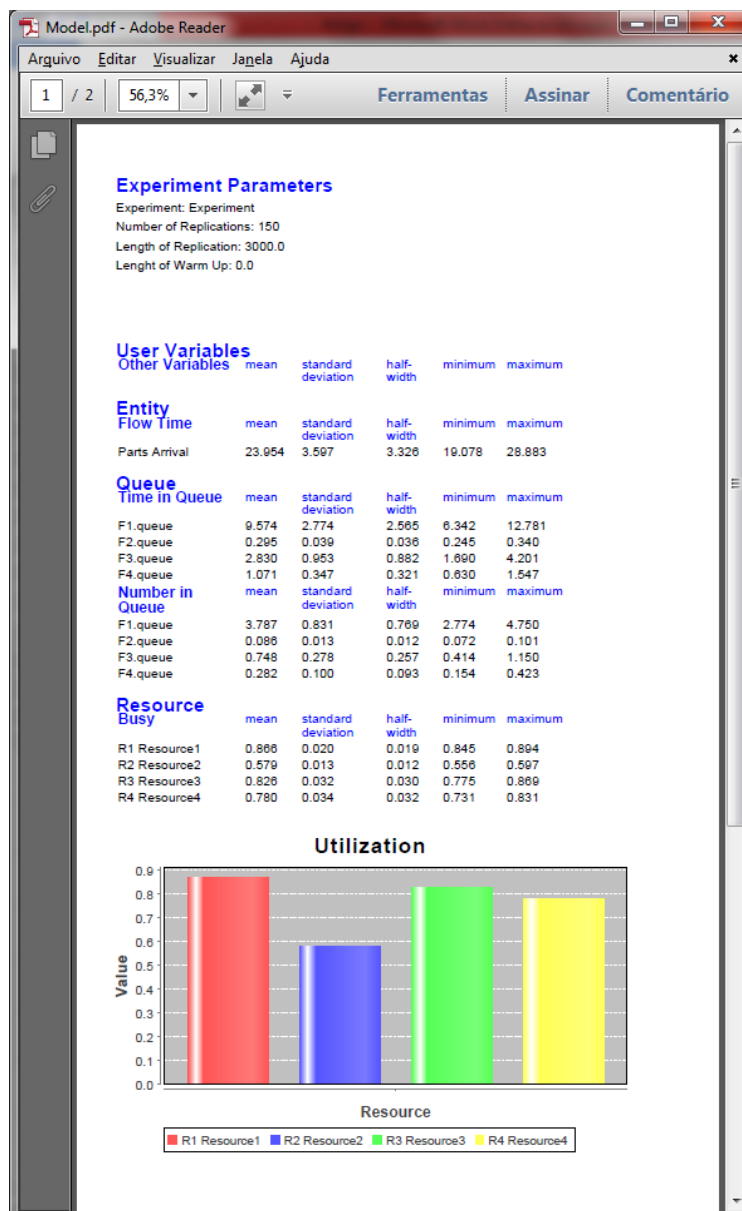 Model.pdf - Adobe Reader
Arquivo Editar Visualizar Janela Ajuda
1 / 2 56,3% Ferramentas Assinar Comentário
Experiment Parameters
Experiment: Experiment
Number of Replications: 150
Length of Replication: 3000.0
Lenght of Warm Up: 0.0
User Variables
Other Variables mean standard deviation half-width minimum maximum
Entity
Flow Time mean standard deviation half-width minimum maximum
Parts Arrival 23.954 3.597 3.326 19.078 28.883
Queue
Time in Queue mean standard deviation half-width minimum maximum
F1.queue 9.574 2.774 2.565 6.342 12.781
F2.queue 0.295 0.039 0.036 0.245 0.340
F3.queue 2.830 0.953 0.882 1.690 4.201
F4.queue 1.071 0.347 0.321 0.630 1.547
Number in Queue mean standard deviation half-width minimum maximum
F1.queue 3.787 0.831 0.769 2.774 4.750
F2.queue 0.086 0.013 0.012 0.072 0.101
F3.queue 0.748 0.278 0.257 0.414 1.150
F4.queue 0.282 0.100 0.093 0.154 0.423
Resource
Busy mean standard deviation half-width minimum maximum
R1 Resource1 0.866 0.020 0.019 0.845 0.894
R2 Resource2 0.579 0.013 0.012 0.556 0.597
R3 Resource3 0.826 0.032 0.030 0.775 0.869
R4 Resource4 0.780 0.034 0.032 0.731 0.831
Utilization
0.9
0.8
0.7
0.6
0.5
0.4
0.3
0.2
0.1
0.0
Value
Resource
R1 Resource1 R2 Resource2 R3 Resource3 R4 Resource4